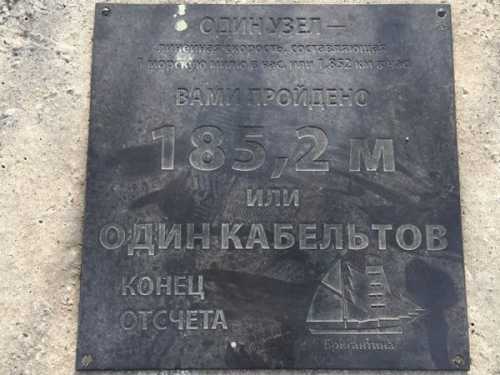 ОДИН УЗЕЛ —
линейная скорость, составляющая
1 морскую милю в час, или 1,852 км в час
ВАМИ ПРОЙДЕНО
185,2 м
или
ОДИН КАБЕЛЬТОВ
КОНЕЦ
ОТСЧЕТА
Бригантина